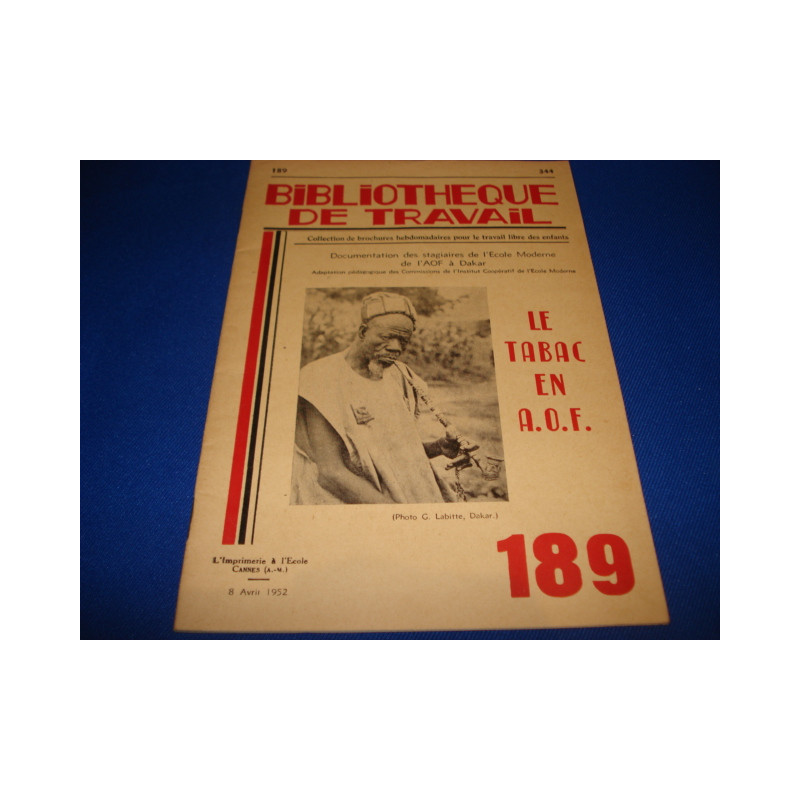 189 244
BiBLiOTHEQUE
DE TRAVAiL
Collection de brochures hebdomadaires pour le travail libre des enfants
Documentation des stagiaires de l'Ecole Moderne
de l'AOF à Dakar
Adaptation pédagogique des Commissions de l'Institut Coopératif de l'Ecole Moderne
LE
TABAC
EN
A.O.F.
(Photo G. Labitte, Dakar.)
L'Imprimerie à l'Ecole
CANNES (A.-M.)
8 Avril 1952
189